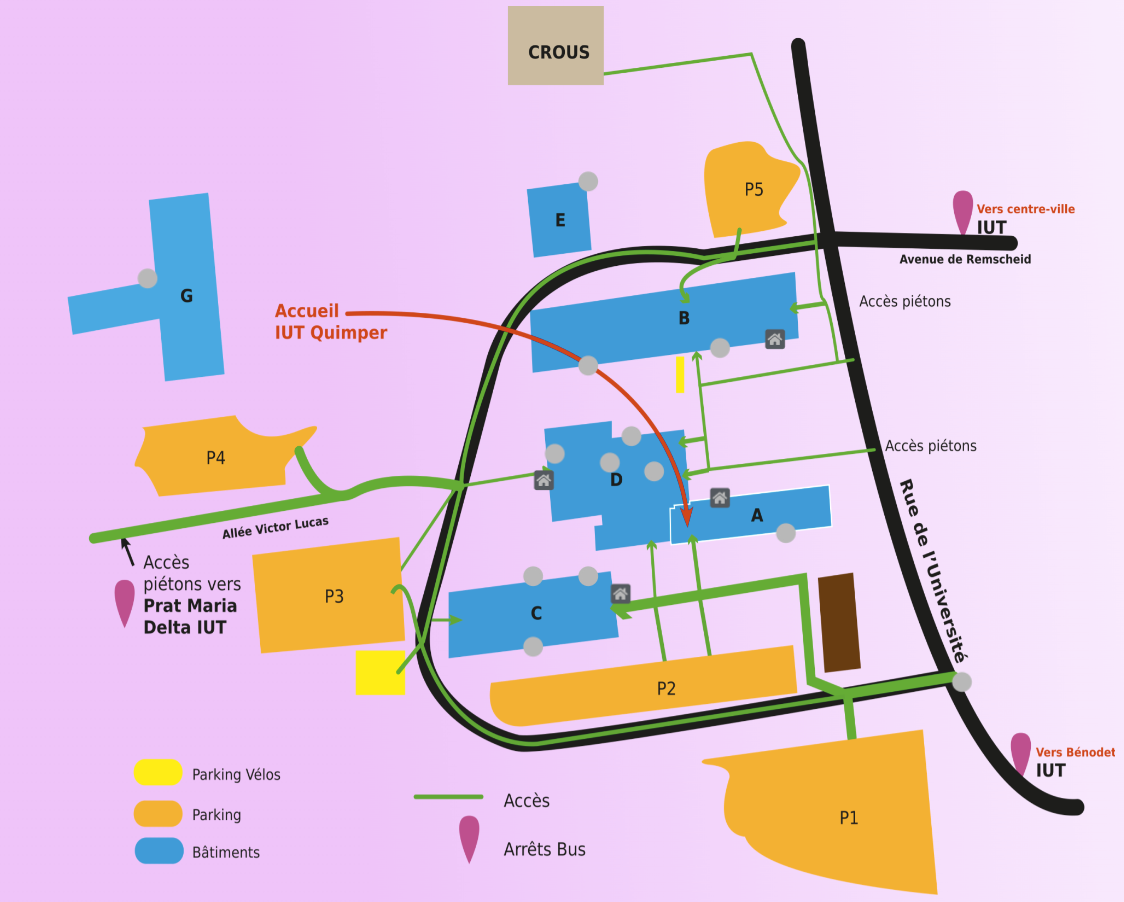 CROUS
P5
E
Vers centre-ville
IUT
Avenue de Remscheid
G
Accueil
IUT Quimper
B
Accès piétons
P4
D
Accès piétons
A
Allée Victor Lucas
Rue de l’Université
Accès
piétons vers
Prat Maria
Delta IUT
P3
C
P2
Vers Bénodet
IUT
P1
Parking Vélos
Parking
Bâtiments
Accès
Arrêts Bus